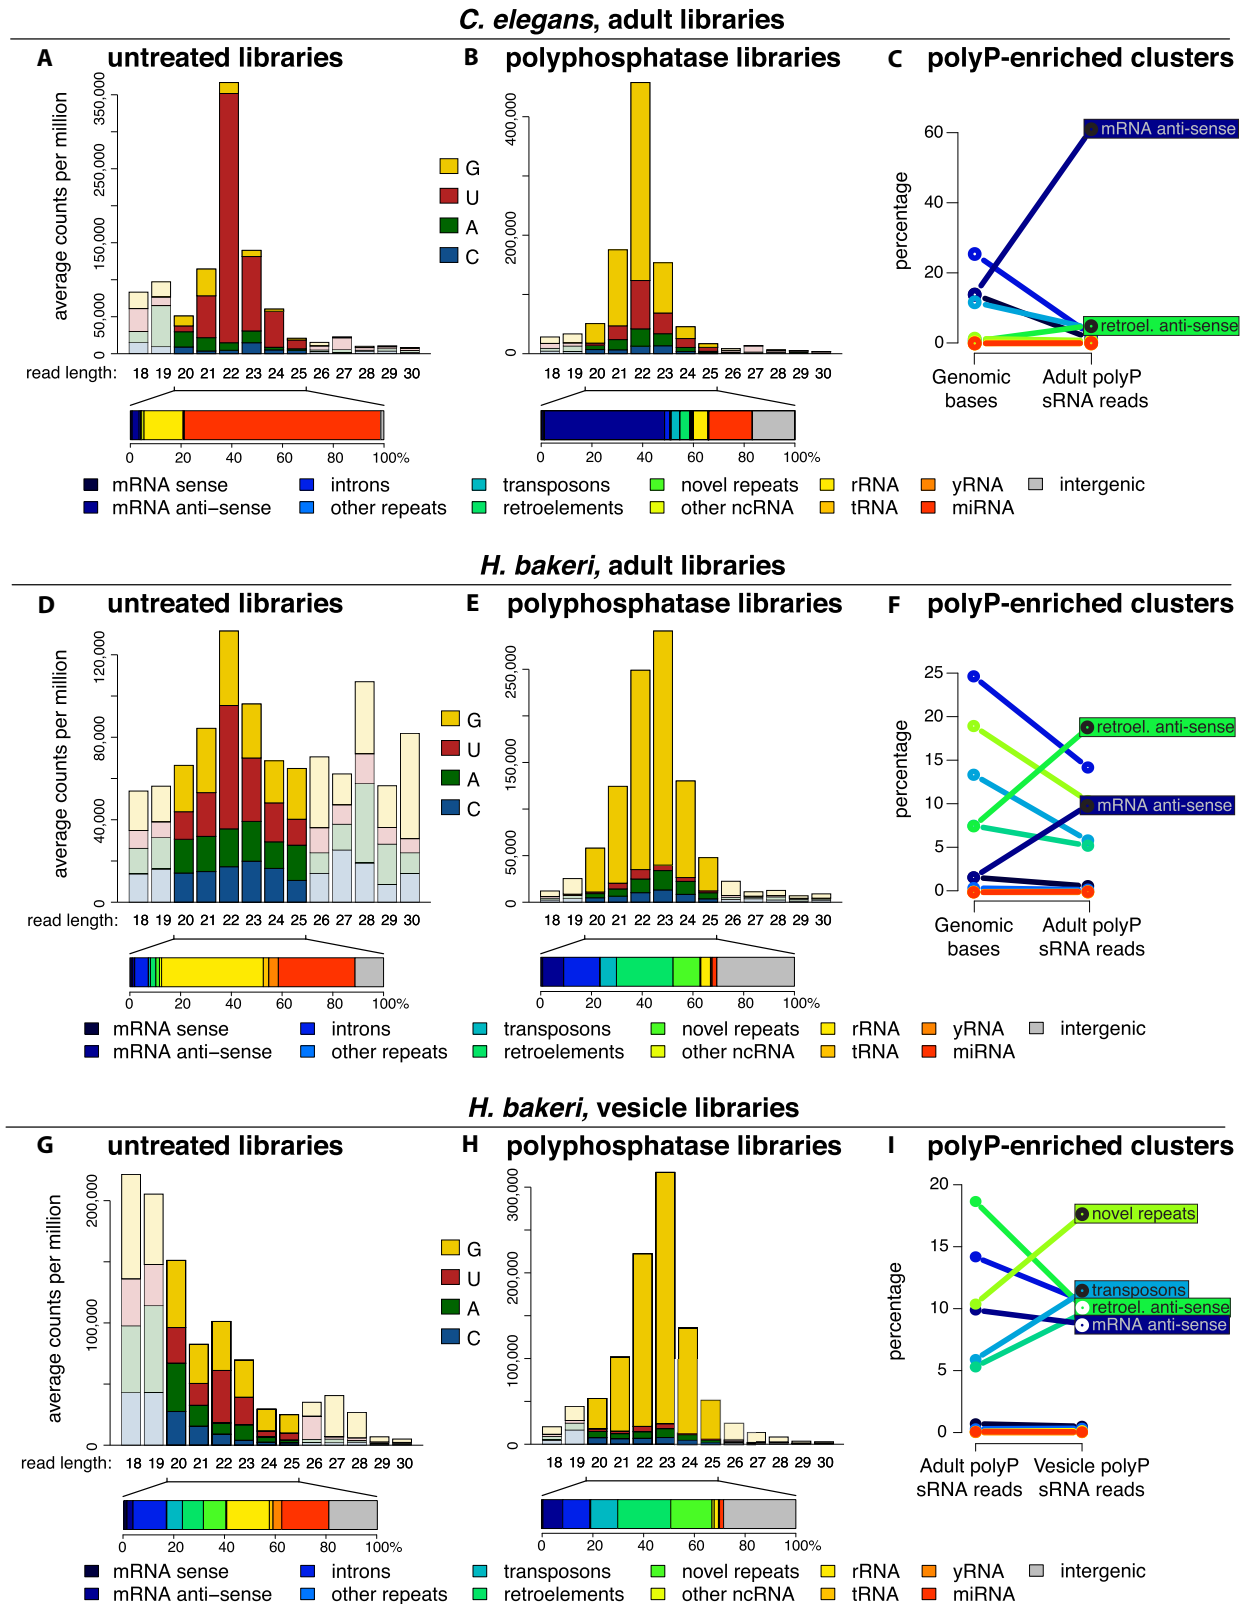 C. elegans, adult libraries
A untreated libraries
B polyphosphatase libraries
C polyP-enriched clusters
average counts per million
0
50,000
150,000
250,000
350,000
G
U
A
C
0
200,000
400,000
percentage
0
20
40
60
mRNA anti-sense
retroel. anti-sense
Genomic bases
Adult polyP sRNA reads
read length: 18 19 20 21 22 23 24 25 26 27 28 29 30
18 19 20 21 22 23 24 25 26 27 28 29 30
0 20 40 60 80 100%
0 20 40 60 80 100%
mRNA sense introns transposons novel repeats rRNA yRNA intergenic
mRNA anti−sense other repeats retroelements other ncRNA tRNA miRNA
H. bakeri, adult libraries
D untreated libraries
E polyphosphatase libraries
F polyP-enriched clusters
average counts per million
0
40,000
80,000
120,000
G
U
A
C
0
50,000
150,000
250,000
percentage
0
5
10
15
20
25
retroel. anti-sense
mRNA anti-sense
Genomic bases
Adult polyP sRNA reads
read length: 18 19 20 21 22 23 24 25 26 27 28 29 30
18 19 20 21 22 23 24 25 26 27 28 29 30
0 20 40 60 80 100%
0 20 40 60 80 100%
mRNA sense introns transposons novel repeats rRNA yRNA intergenic
mRNA anti−sense other repeats retroelements other ncRNA tRNA miRNA
H. bakeri, vesicle libraries
G untreated libraries
H polyphosphatase libraries
I polyP-enriched clusters
average counts per million
0
100,000
200,000
G
U
A
C
0
50,000
100,000
200,000
300,000
percentage
0
5
10
15
20
novel repeats
transposons
retroel. anti-sense
mRNA anti-sense
Adult polyP sRNA reads
Vesicle polyP sRNA reads
read length: 18 19 20 21 22 23 24 25 26 27 28 29 30
18 19 20 21 22 23 24 25 26 27 28 29 30
0 20 40 60 80 100%
0 20 40 60 80 100%
mRNA sense introns transposons novel repeats rRNA yRNA intergenic
mRNA anti−sense other repeats retroelements other ncRNA tRNA miRNA